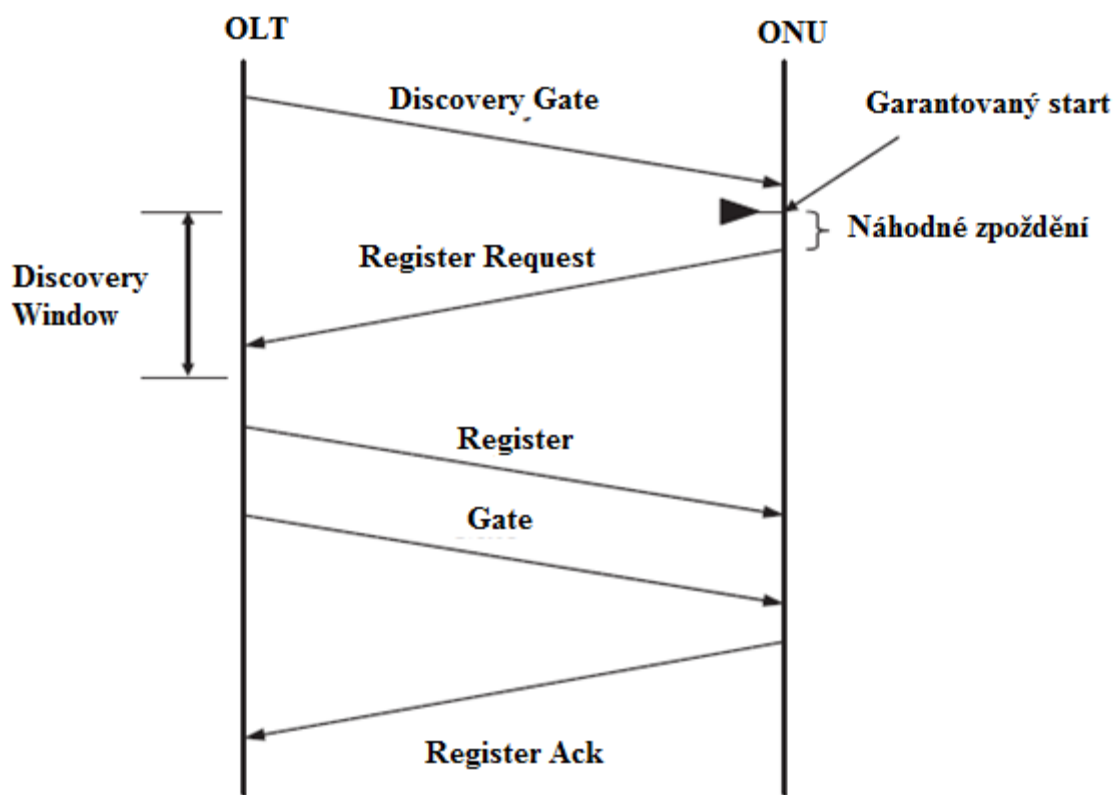 OLT
ONU
Discovery Gate
Garantovaný start
Náhodné zpoždění
Register Request
Discovery
Window
Register
Gate
Register Ack